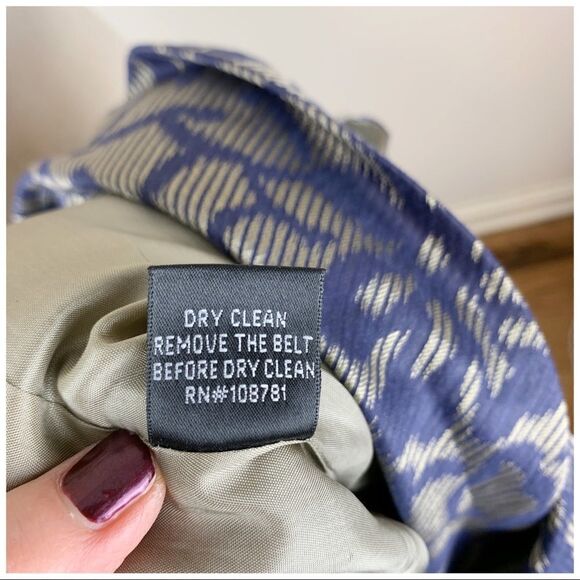 DRY CLEAN
REMOVE THE BELT
BEFORE DRY CLEAN
RN#108781